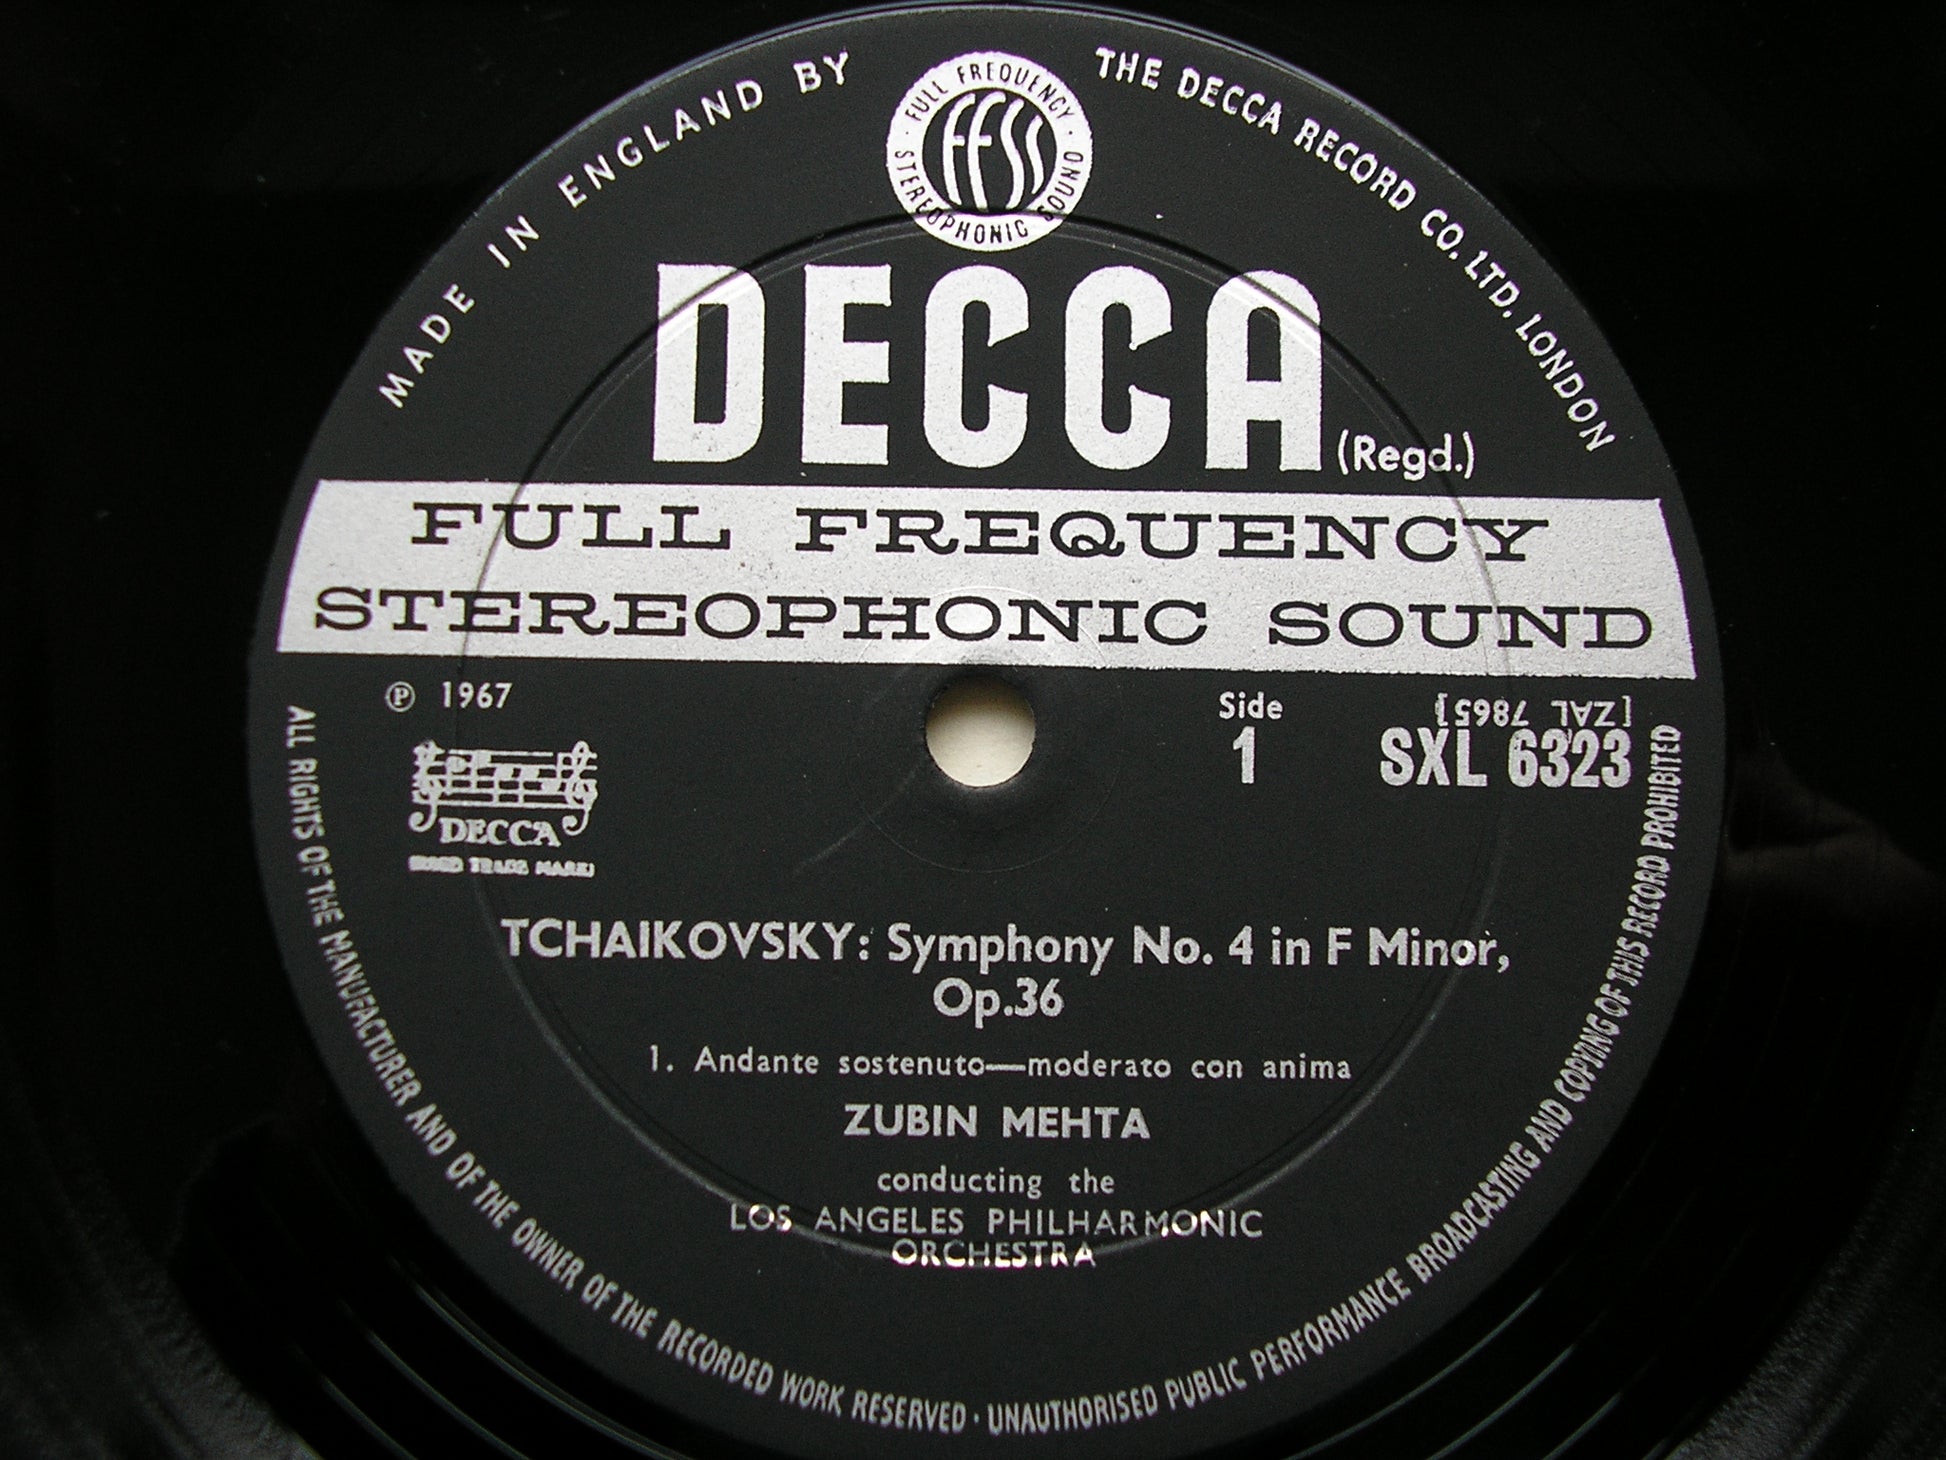 MADE IN ENGLAND BY
THE DECCA RECORD CO. LTD. LONDON
· FULL FREQUENCY ·
STEREOPHONIC SOUND
FFSS
DECCA (Regd.)
FULL FREQUENCY
STEREOPHONIC SOUND
Ⓟ 1967
DECCA
TRADE MARK
Side
1
[ZAL 7865]
SXL 6323
TCHAIKOVSKY: Symphony No. 4 in F Minor,
Op.36
1. Andante sostenuto—moderato con anima
ZUBIN MEHTA
conducting the
LOS ANGELES PHILHARMONIC
ORCHESTRA
ALL RIGHTS OF THE MANUFACTURER AND OF THE OWNER OF THE RECORDED WORK RESERVED · UNAUTHORISED PUBLIC PERFORMANCE BROADCASTING AND COPYING OF THIS RECORD PROHIBITED